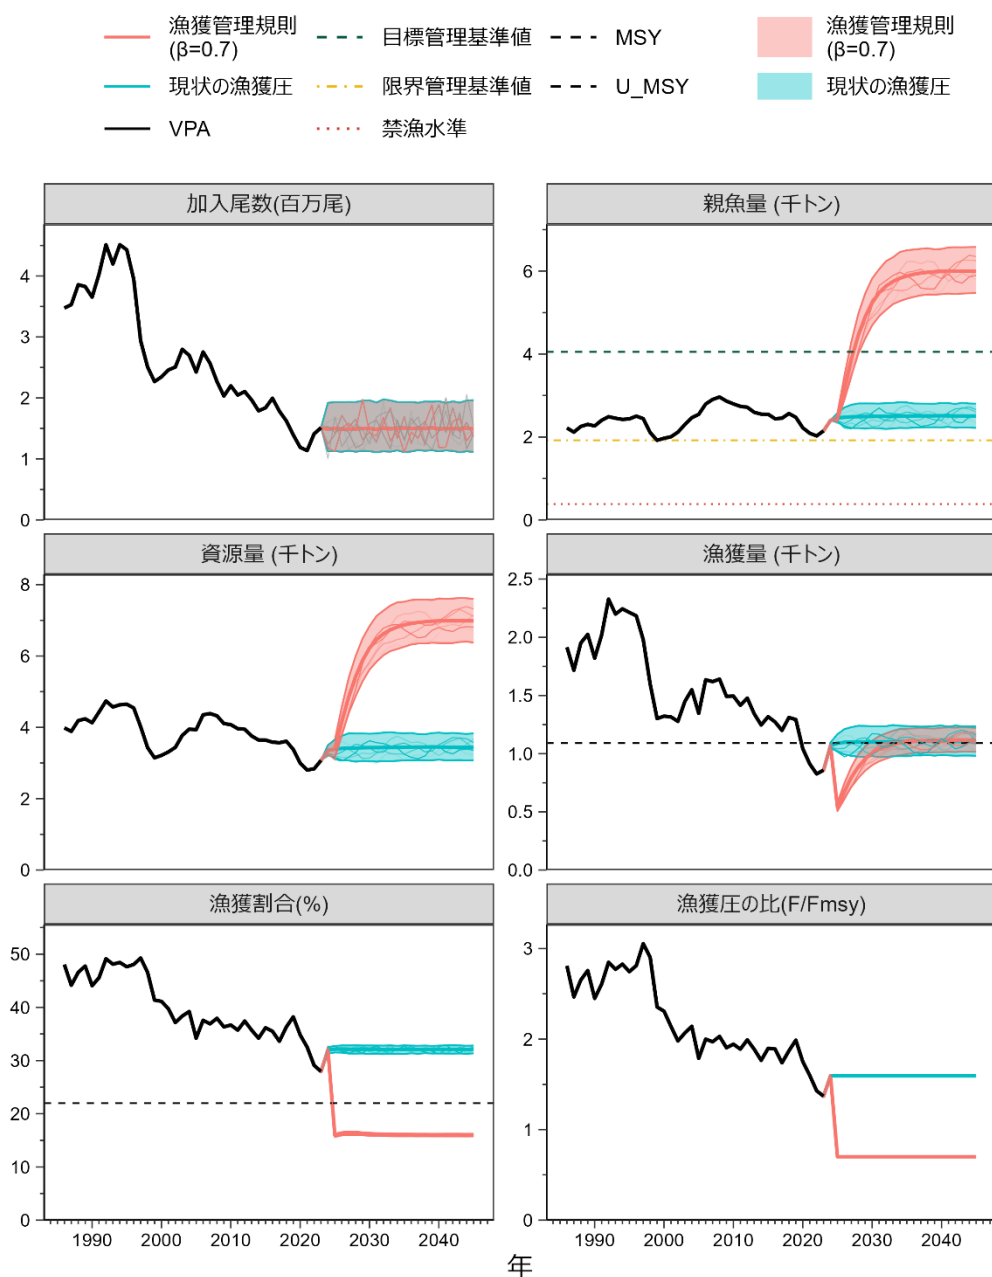 漁獲管理規則
(β=0.7)
目標管理基準値
MSY
漁獲管理規則
(β=0.7)
現状の漁獲圧
限界管理基準値
U_MSY
現状の漁獲圧
VPA
禁漁水準
加入尾数(百万尾)
4
3
2
1
0
親魚量 (千トン)
6
4
2
0
資源量 (千トン)
8
6
4
2
0
漁獲量 (千トン)
2.5
2.0
1.5
1.0
0.5
0.0
漁獲割合(%)
50
40
30
20
10
0
1990 2000 2010 2020 2030 2040
漁獲圧の比(F/Fmsy)
3
2
1
0
1990 2000 2010 2020 2030 2040
年